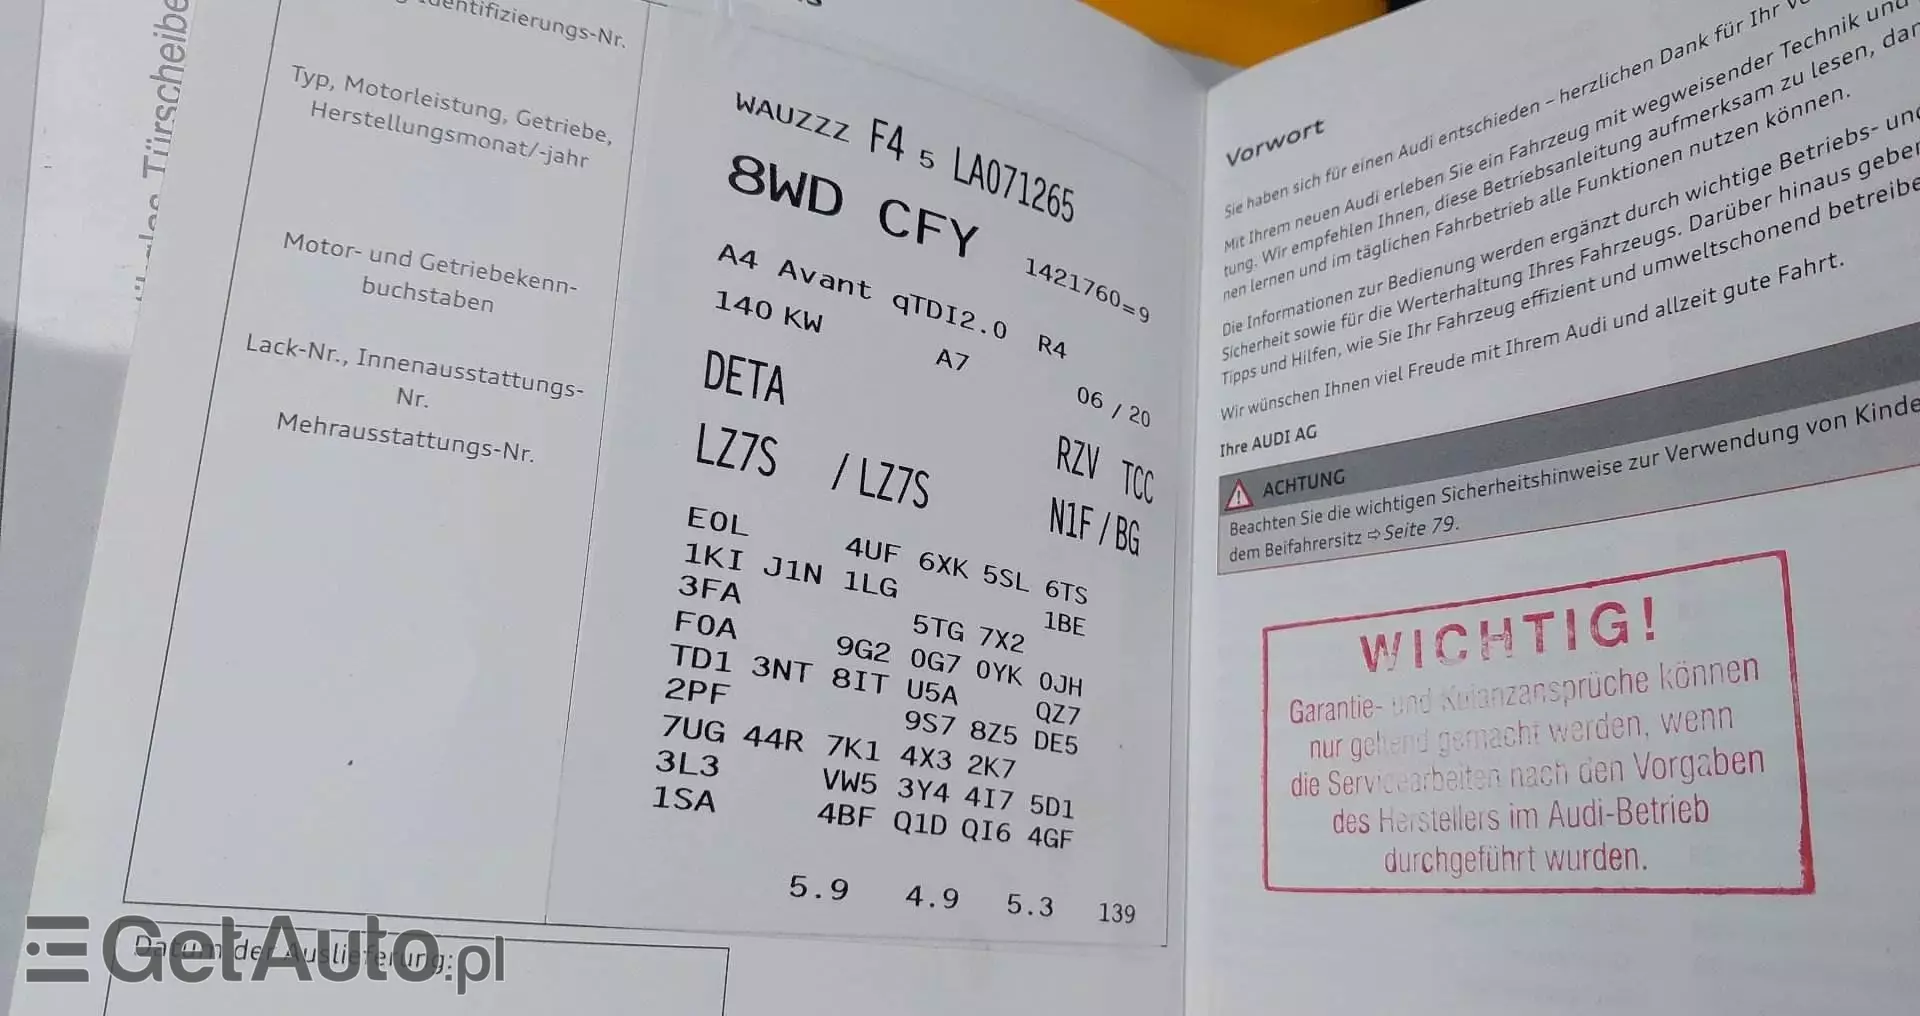 Identifizierungs-Nr.
Typ, Motorleistung, Getriebe,
Herstellungsmonat/-jahr
Motor- und Getriebekenn-
buchstaben
Lack-Nr., Innenausstattungs-
Nr.
Mehrausstattungs-Nr.
Türscheibe
WAUZZZ F4 5 LA071265
8WD CFY 1421760=9
A4 Avant qTDI2.0 R4
140 KW A7 06 / 20
DETA RZV TCC
LZ7S / LZ7S N1F / BG
E0L 4UF 6XK 5SL 6TS
1KI J1N 1LG 1BE
3FA 5TG 7X2
F0A 9G2 0G7 0YK 0JH
TD1 3NT 8IT U5A QZ7
2PF 9S7 8Z5 DE5
7UG 44R 7K1 4X3 2K7
3L3 VW5 3Y4 4I7 5D1
1SA 4BF Q1D QI6 4GF
5.9 4.9 5.3 139
Datum der Auslieferung:
GetAuto.pl
Vorwort
Sie haben sich für einen Audi entschieden – herzlichen Dank für Ihr
Mit Ihrem neuen Audi erleben Sie ein Fahrzeug mit wegweisender Technik und
tung. Wir empfehlen Ihnen, diese Betriebsanleitung aufmerksam zu lesen, dar
nen lernen und im täglichen Fahrbetrieb alle Funktionen nutzen können.
Die Informationen zur Bedienung werden ergänzt durch wichtige Betriebs- und
Sicherheit sowie für die Werterhaltung Ihres Fahrzeugs. Darüber hinaus geben
Tipps und Hilfen, wie Sie Ihr Fahrzeug effizient und umweltschonend betreibe
Wir wünschen Ihnen viel Freude mit Ihrem Audi und allzeit gute Fahrt.
Ihre AUDI AG
ACHTUNG
Beachten Sie die wichtigen Sicherheitshinweise zur Verwendung von Kinde
dem Beifahrersitz ⇨ Seite 79.
WICHTIG!
Garantie- und Kulanzansprüche können
nur geltend gemacht werden, wenn
die Servicearbeiten nach den Vorgaben
des Herstellers im Audi-Betrieb
durchgeführt wurden.